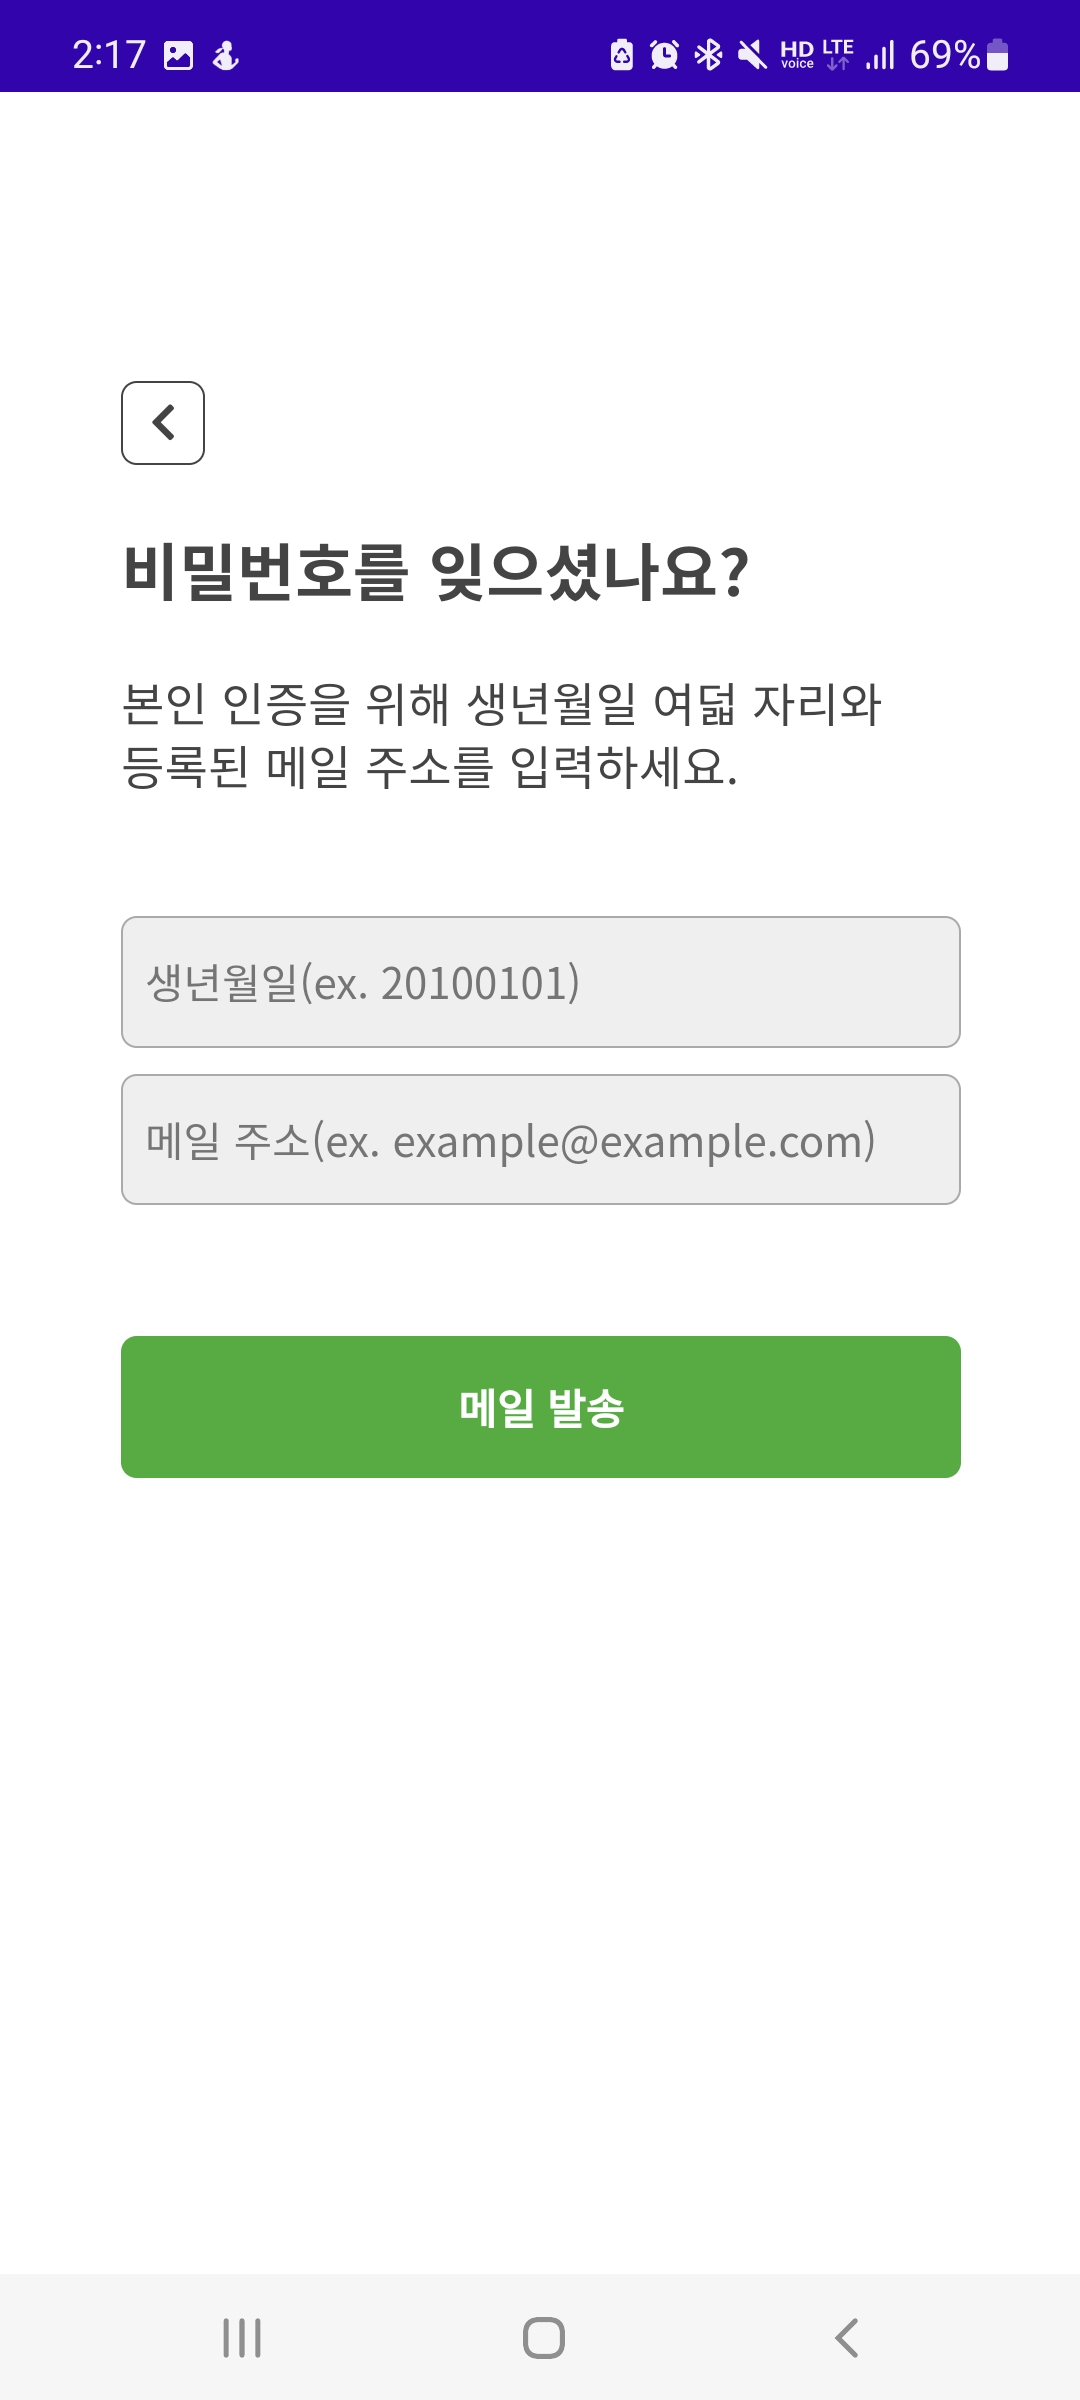 2:17 HD voice LTE 69%
비밀번호를 잊으셨나요?
본인 인증을 위해 생년월일 여덟 자리와
등록된 메일 주소를 입력하세요.
생년월일(ex. 20100101)
메일 주소(ex. example@example.com)
메일 발송